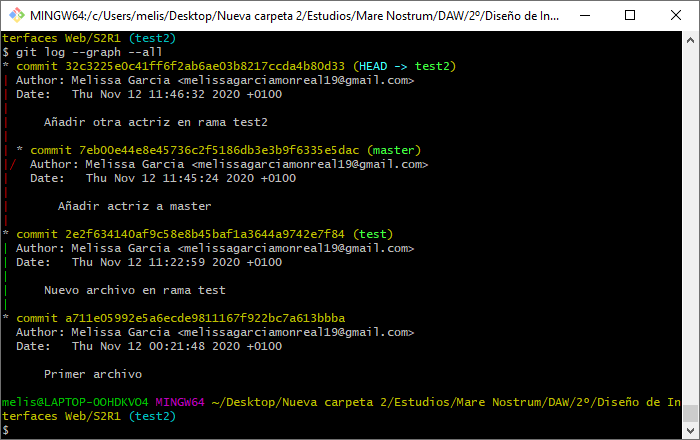 MINGW64:/c/Users/melis/Desktop/Nueva carpeta 2/Estudios/Mare Nostrum/DAW/2º/Diseño de In...
terfaces Web/S2R1 (test2)
$ git log --graph --all
* commit 32c3225e0c41ff6f2ab6ae03b8217ccda4b80d33 (HEAD -> test2)
| Author: Melissa Garcia <melissagarciamonreal19@gmail.com>
| Date:   Thu Nov 12 11:46:32 2020 +0100
|
|     Añadir otra actriz en rama test2
|
| * commit 7eb00e44e8e45736c2f5186db3e3b9f6335e5dac (master)
|/  Author: Melissa Garcia <melissagarciamonreal19@gmail.com>
|   Date:   Thu Nov 12 11:45:24 2020 +0100
|
|       Añadir actriz a master
|
* commit 2e2f634140af9c58e8b45baf1a3644a9742e7f84 (test)
| Author: Melissa Garcia <melissagarciamonreal19@gmail.com>
| Date:   Thu Nov 12 11:22:59 2020 +0100
|
|     Nuevo archivo en rama test
|
* commit a711e05992e5a6ecde9811167f922bc7a613bbba
  Author: Melissa Garcia <melissagarciamonreal19@gmail.com>
  Date:   Thu Nov 12 00:21:48 2020 +0100

      Primer archivo

melis@LAPTOP-OOHDKVO4 MINGW64 ~/Desktop/Nueva carpeta 2/Estudios/Mare Nostrum/DAW/2º/Diseño de In
terfaces Web/S2R1 (test2)
$